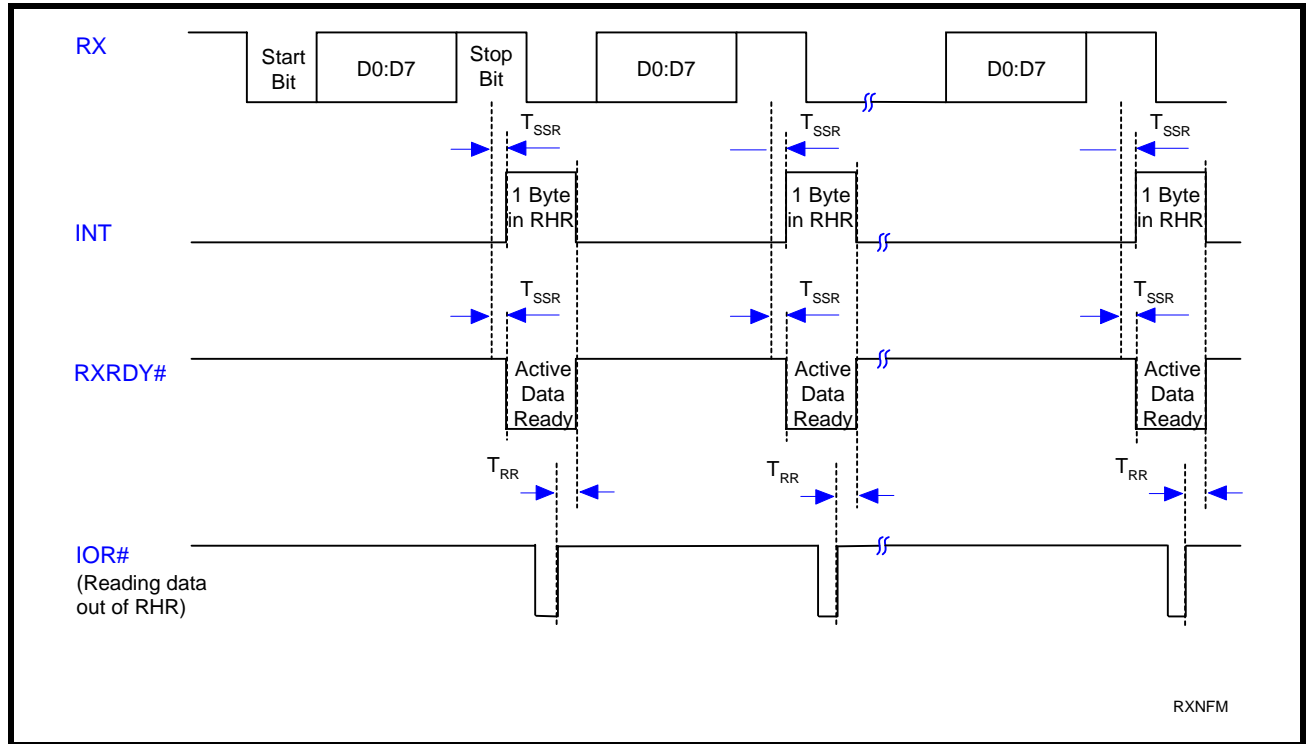 RX
Start
Bit
D0:D7
Stop
Bit
D0:D7
D0:D7
TSSR
TSSR
TSSR
INT
1 Byte
in RHR
1 Byte
in RHR
1 Byte
in RHR
TSSR
TSSR
TSSR
RXRDY#
Active
Data
Ready
Active
Data
Ready
Active
Data
Ready
TRR
TRR
TRR
IOR#
(Reading data
out of RHR)
RXNFM